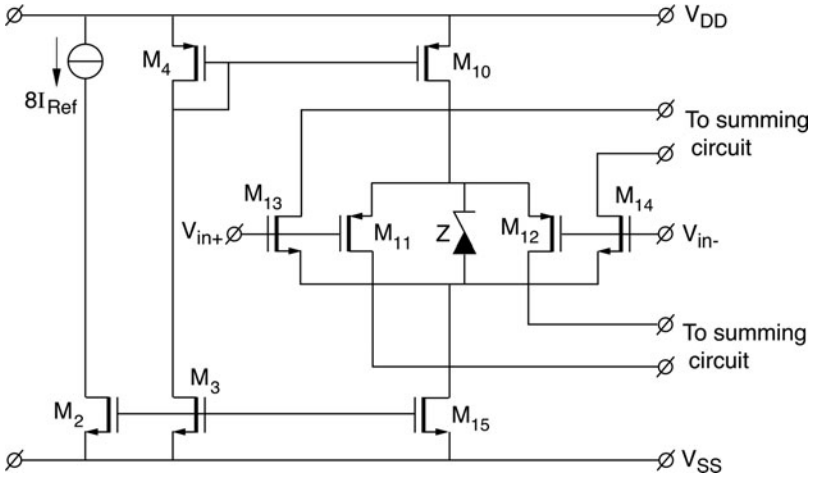 V_DD
M_4
M_10
8I_Ref
To summing
circuit
M_13
M_14
V_in+
M_11
Z
M_12
V_in-
To summing
circuit
M_3
M_2
M_15
V_SS